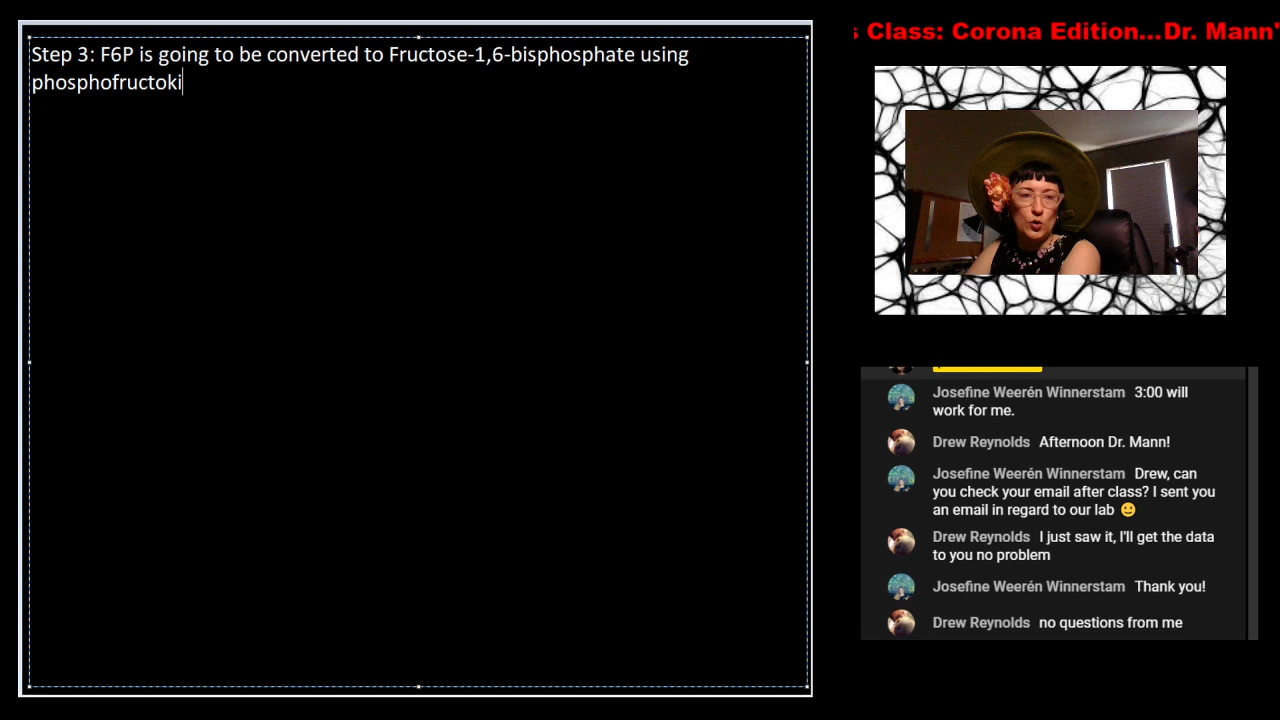 Step 3: F6P is going to be converted to Fructose-1,6-bisphosphate using
phosphofructoki
s Class: Corona Edition...Dr. Mann'
Josefine Weerén Winnerstam 3:00 will
work for me.
Drew Reynolds Afternoon Dr. Mann!
Josefine Weerén Winnerstam Drew, can
you check your email after class? I sent you
an email in regard to our lab 🙂
Drew Reynolds I just saw it, I'll get the data
to you no problem
Josefine Weerén Winnerstam Thank you!
Drew Reynolds no questions from me